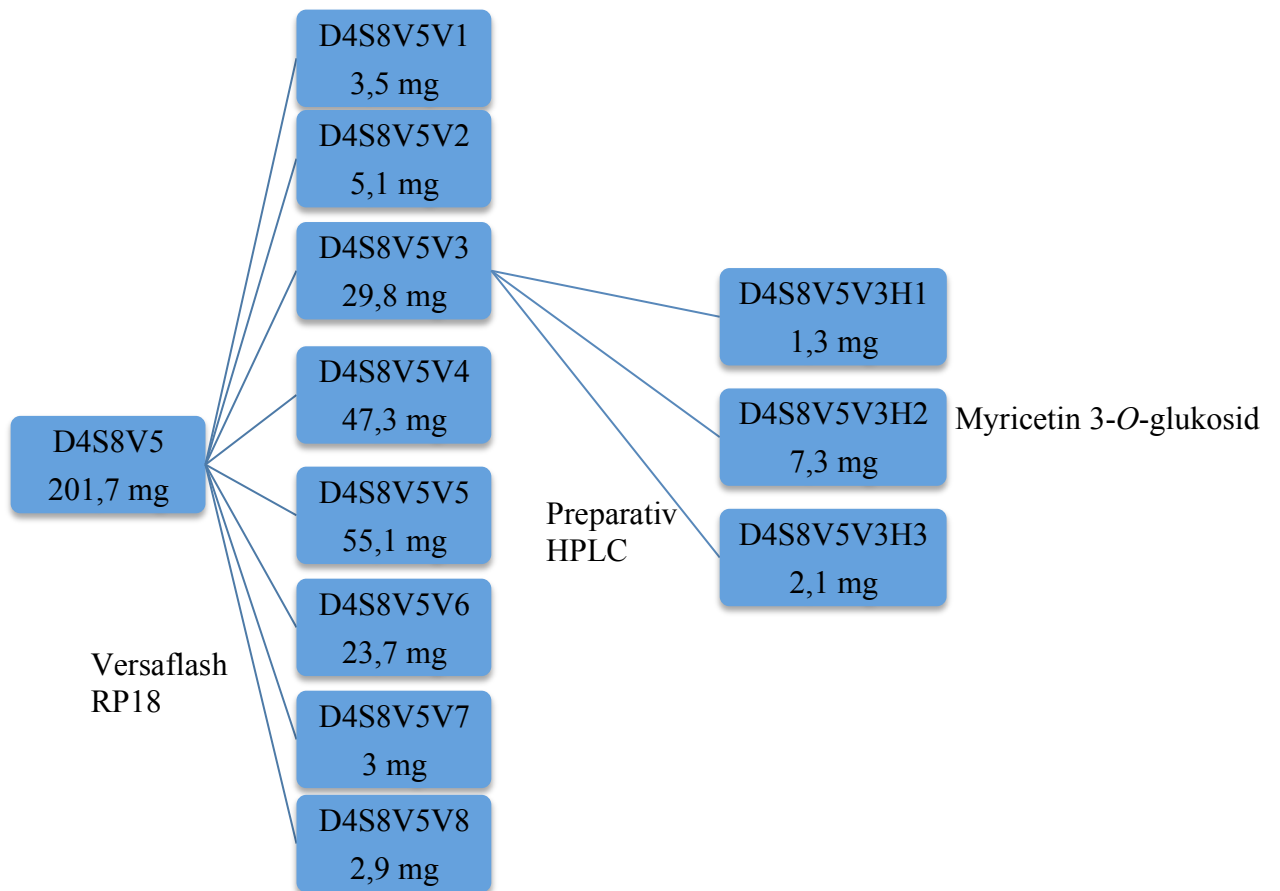 D4S8V5
201,7 mg
Versaflash
RP18
D4S8V5V1
3,5 mg
D4S8V5V2
5,1 mg
D4S8V5V3
29,8 mg
D4S8V5V4
47,3 mg
D4S8V5V5
55,1 mg
D4S8V5V6
23,7 mg
D4S8V5V7
3 mg
D4S8V5V8
2,9 mg
Preparativ
HPLC
D4S8V5V3H1
1,3 mg
D4S8V5V3H2
7,3 mg
Myricetin 3-O-glukosid
D4S8V5V3H3
2,1 mg